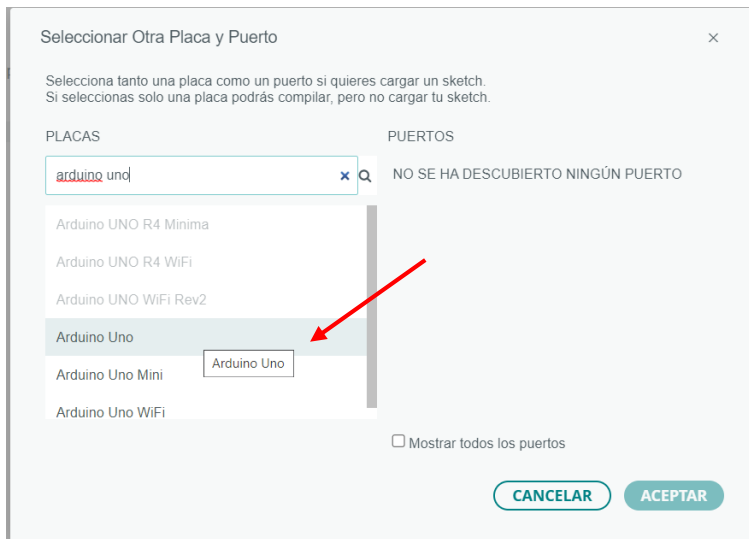 Seleccionar Otra Placa y Puerto
Selecciona tanto una placa como un puerto si quieres cargar un sketch.
Si seleccionas solo una placa podrás compilar, pero no cargar tu sketch.
PLACAS
PUERTOS
arduino uno
NO SE HA DESCUBIERTO NINGÚN PUERTO
Arduino UNO R4 Minima
Arduino UNO R4 WiFi
Arduino UNO WiFi Rev2
Arduino Uno
Arduino Uno
Arduino Uno Mini
Arduino Uno WiFi
Mostrar todos los puertos
CANCELAR
ACEPTAR